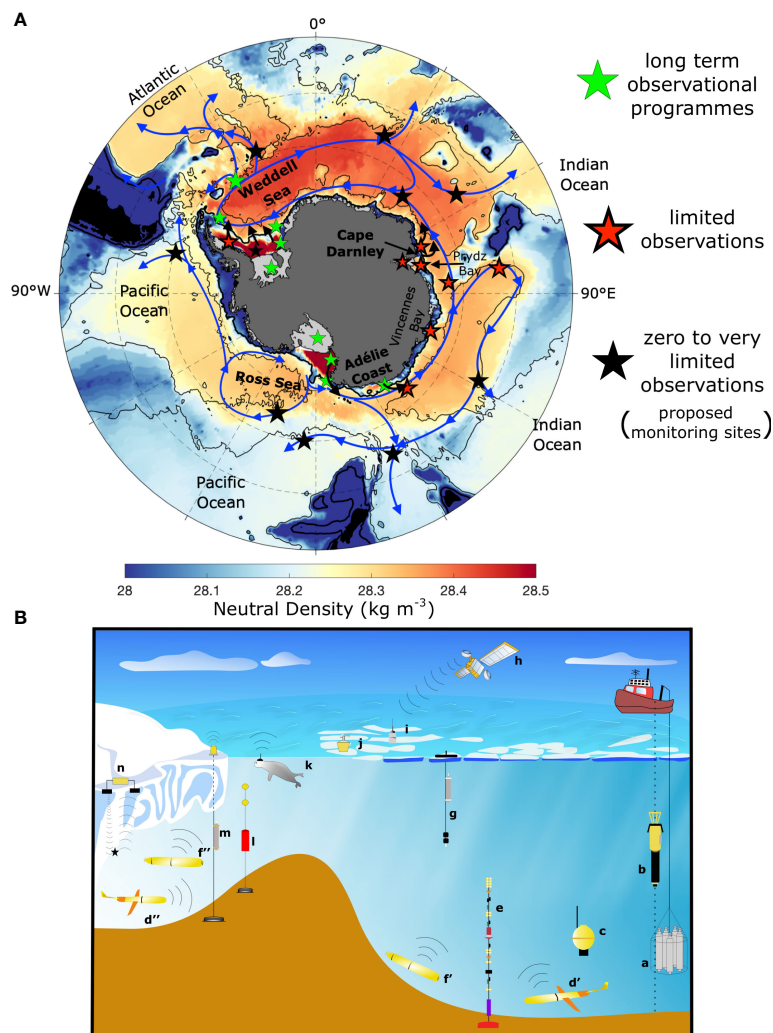 A
0°
Atlantic
Ocean
long term
observational
programmes
Weddell
Sea
Indian
Ocean
limited
observations
Cape
Darnley
Prydz
Bay
90°W
90°E
Pacific
Ocean
Vincennes
Bay
zero to very
limited
observations
(proposed
monitoring sites)
Adélie
Coast
Ross Sea
Indian
Ocean
Pacific
Ocean
28
28.1
28.2
28.3
28.4
28.5
Neutral Density (kg m⁻³)
B
h
i
j
k
n
g
m
l
f''
b
d''
e
c
a
f'
d'